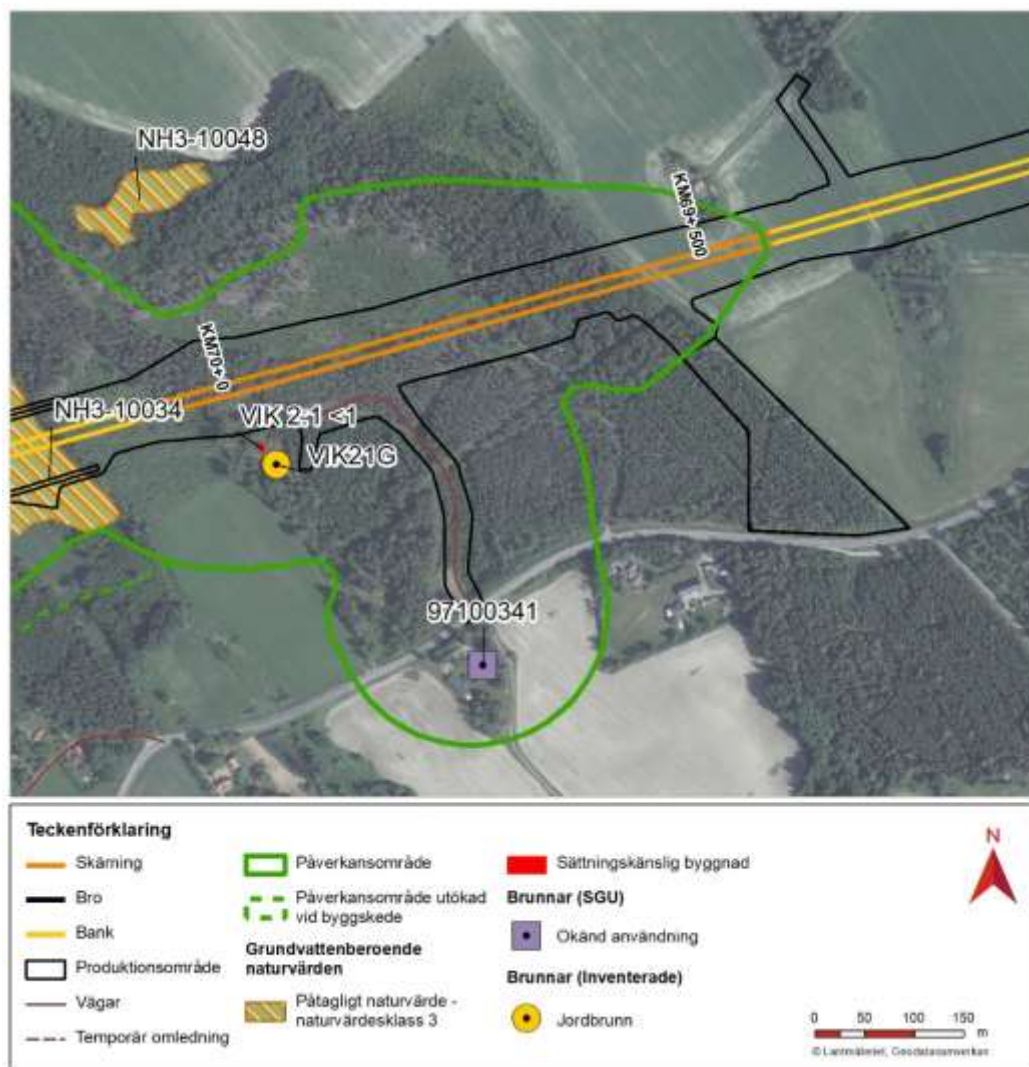 NH3-10048
KM69+ 500
KM70+ 0
NH3-10034
VIK 2:1 <1
VIK21G
97100341
Teckenförklaring
Skärning
Bro
Bank
Produktionsområde
Vägar
Temporär omledning
Påverkansområde
Påverkansområde utökad
vid byggskede
Grundvattenberoende
naturvärden
Påtagligt naturvärde -
naturvärdesklass 3
Sättningskänslig byggnad
Brunnar (SGU)
Okänd användning
Brunnar (Inventerade)
Jordbrunn
N
0 50 100 150
m
© Lantmäteriet, Geodatasamverkan